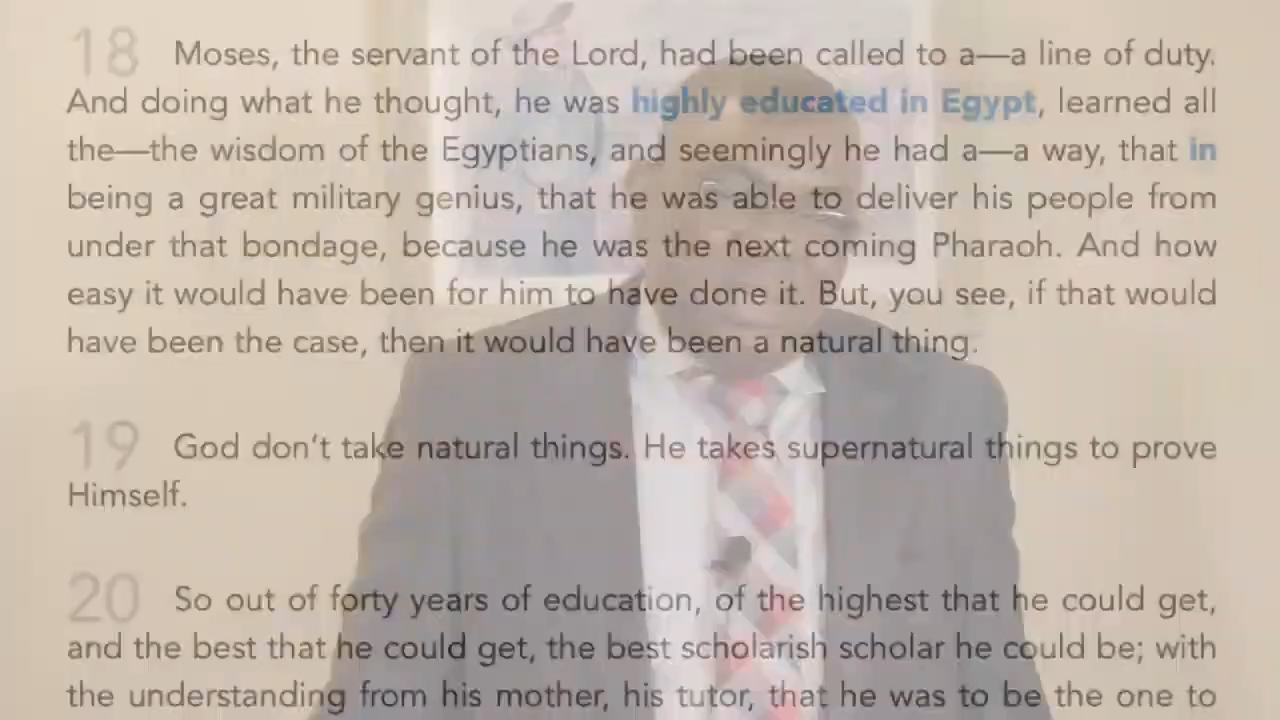 18 Moses, the servant of the Lord, had been called to a—a line of duty.
And doing what he thought, he was highly educated in Egypt, learned all
the—the wisdom of the Egyptians, and seemingly he had a—a way, that in
being a great military genius, that he was able to deliver his people from
under that bondage, because he was the next coming Pharaoh. And how
easy it would have been for him to have done it. But, you see, if that would
have been the case, then it would have been a natural thing.
19 God don't take natural things. He takes supernatural things to prove
Himself.
20 So out of forty years of education, of the highest that he could get,
and the best that he could get, the best scholarish scholar he could be; with
the understanding from his mother, his tutor, that he was to be the one to